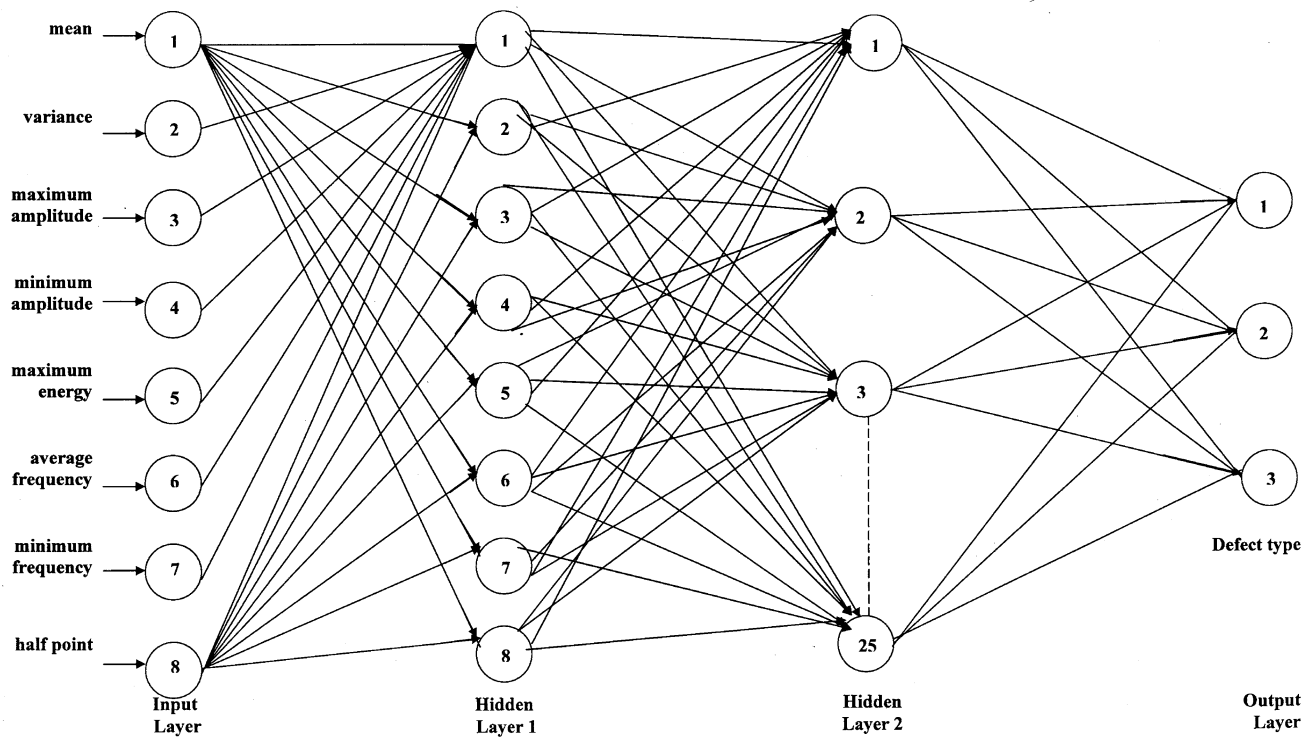 mean
variance
maximum
amplitude
minimum
amplitude
maximum
energy
average
frequency
minimum
frequency
half point
1
2
3
4
5
6
7
8
Input
Layer
1
2
3
4
5
6
7
8
Hidden
Layer 1
1
2
3
25
Hidden
Layer 2
1
2
3
Defect type
Output
Layer